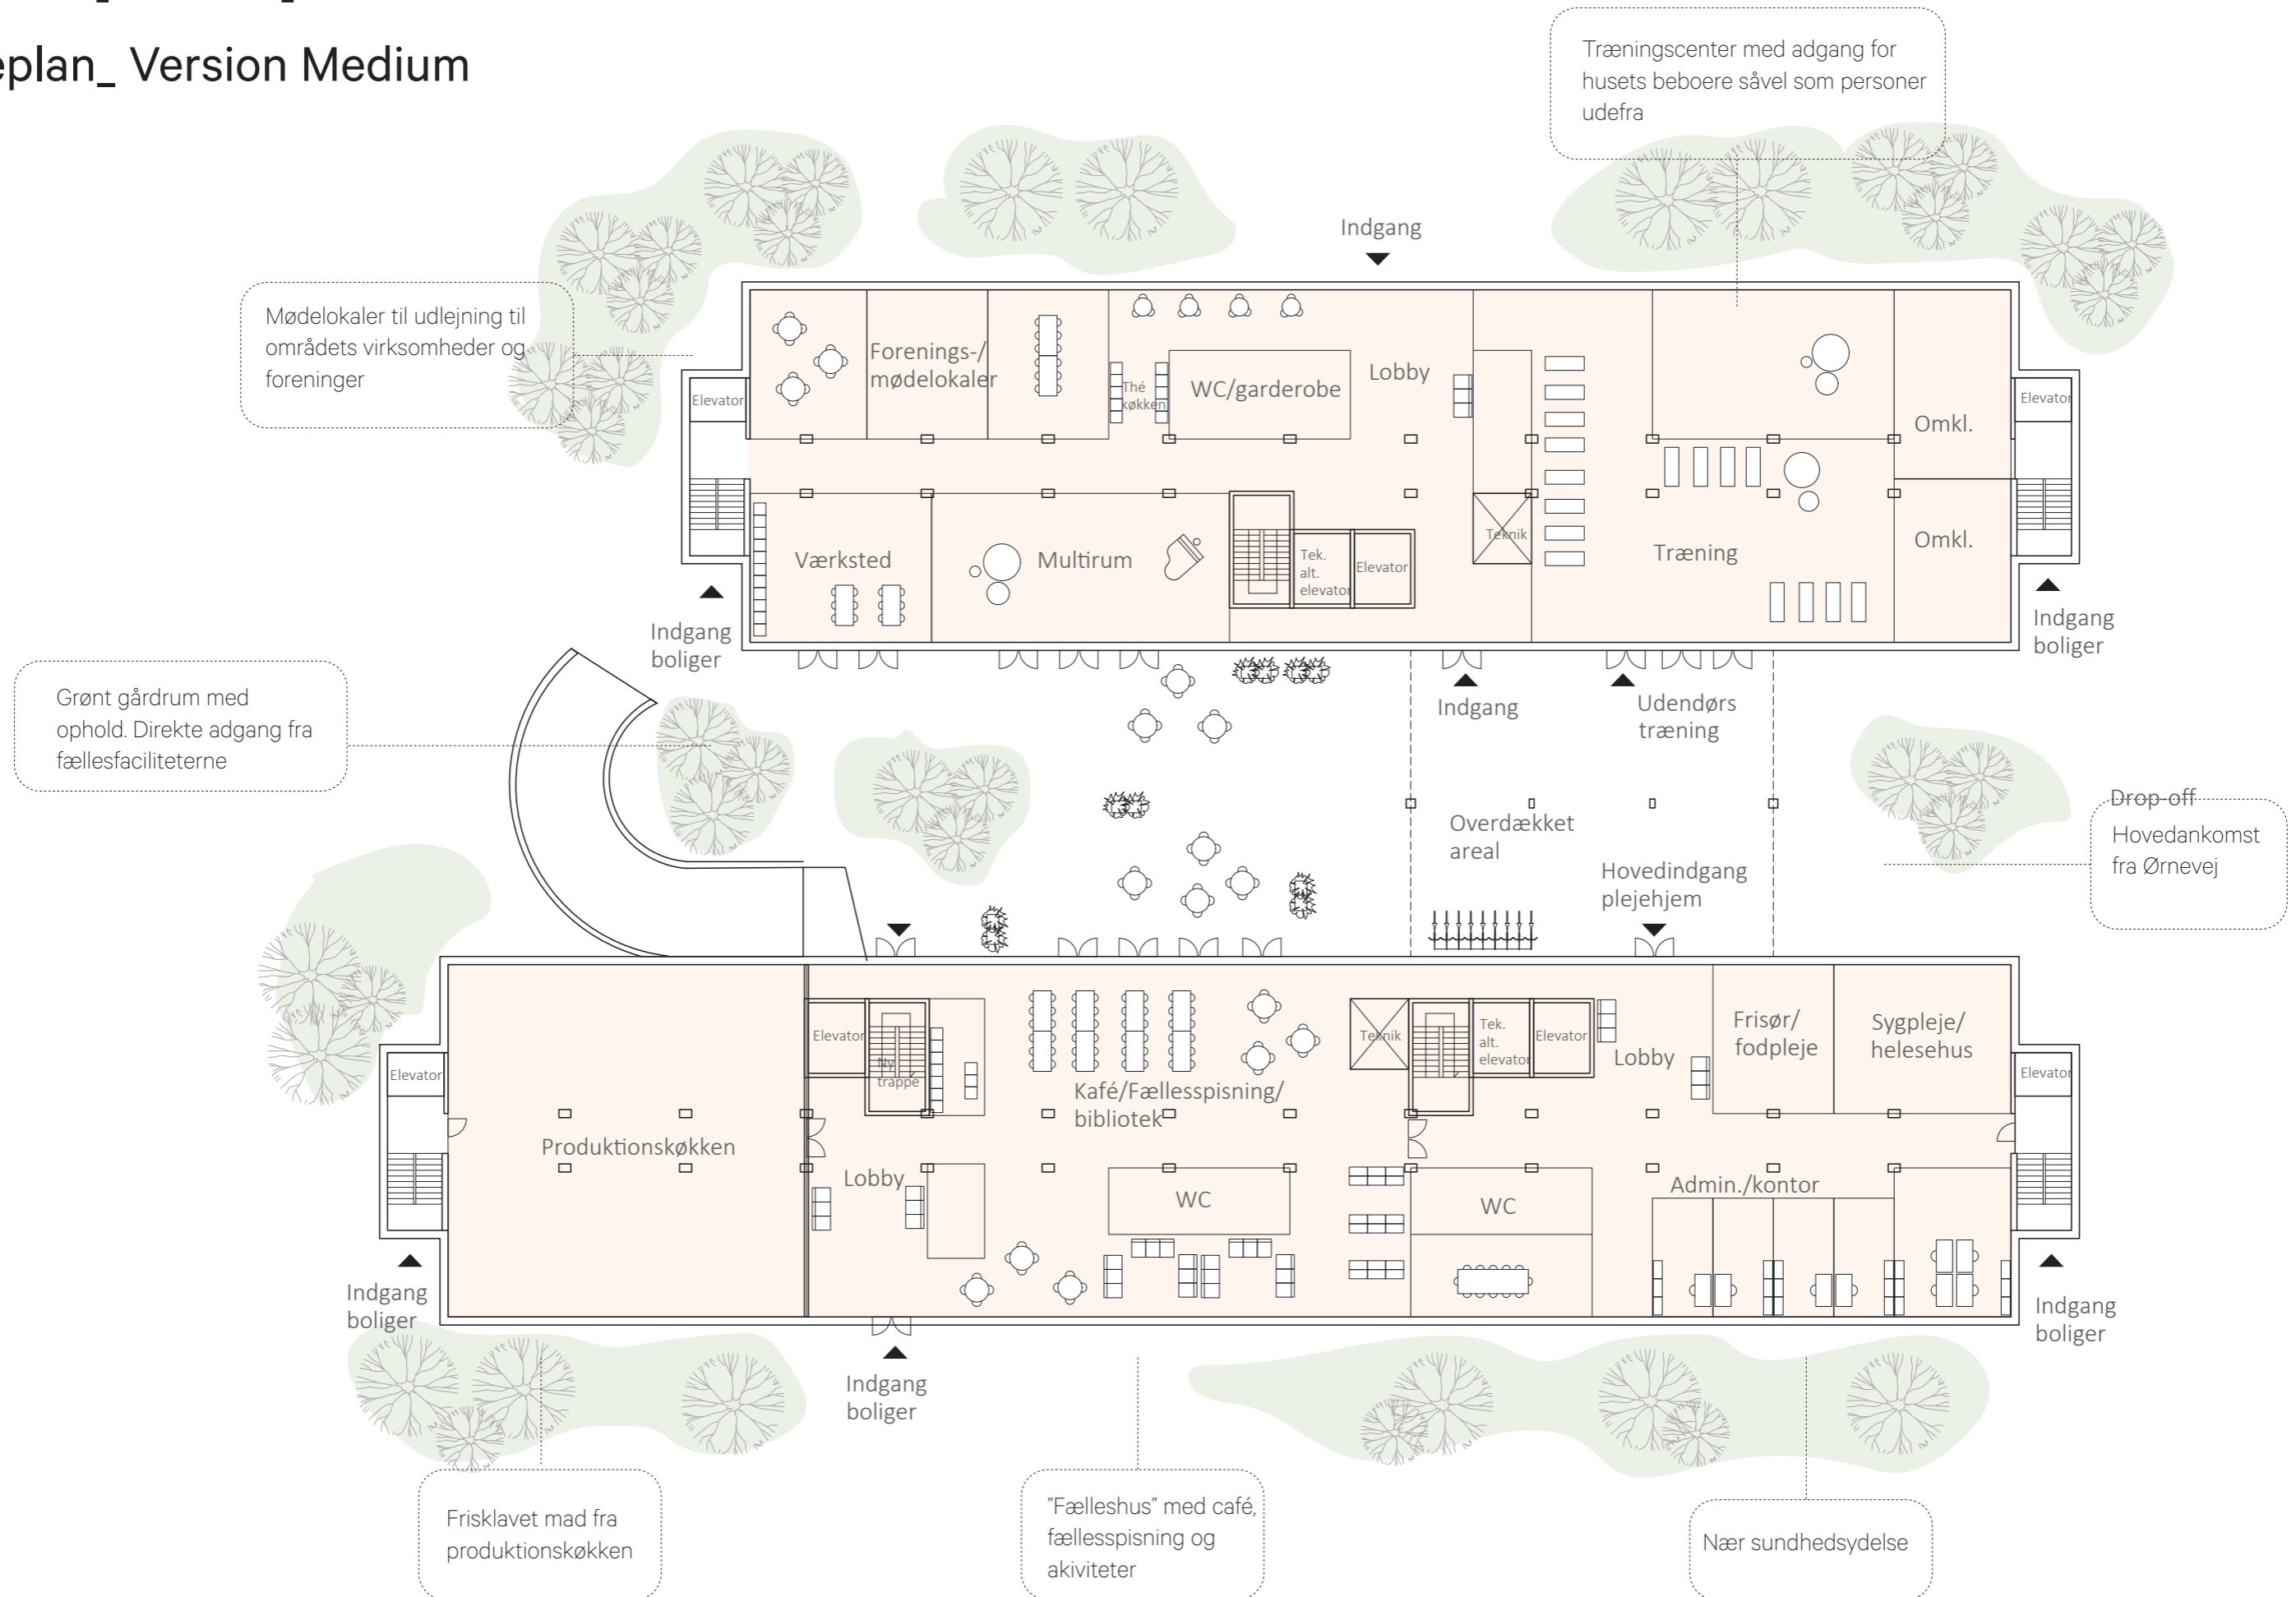 eplan_ Version Medium
Træningscenter med adgang for
husets beboere såvel som personer
udefra
Indgang
Mødelokaler til udlejning til
områdets virksomheder og
foreninger
Elevator
Forenings-/
mødelokaler
Thé
køkken
WC/garderobe
Lobby
Omkl.
Elevator
Værksted
Multirum
Tek.
alt.
elevator
Elevator
Teknik
Træning
Omkl.
Indgang
boliger
Indgang
boliger
Grønt gårdrum med
ophold. Direkte adgang fra
fællesfaciliteterne
Indgang
Udendørs
træning
Overdækket
areal
Hovedindgang
plejehjem
Drop-off
Hovedankomst
fra Ørnevej
Elevator
Produktionskøkken
Elevator
Ny
trappe
Lobby
Kafé/Fællesspisning/
bibliotek
WC
Teknik
Tek.
alt.
elevator
Elevator
Lobby
WC
Frisør/
fodpleje
Sygpleje/
helesehus
Admin./kontor
Elevator
Indgang
boliger
Indgang
boliger
Indgang
boliger
Frisklavet mad fra
produktionskøkken
"Fælleshus" med café,
fællesspisning og
akiviteter
Nær sundhedsydelse